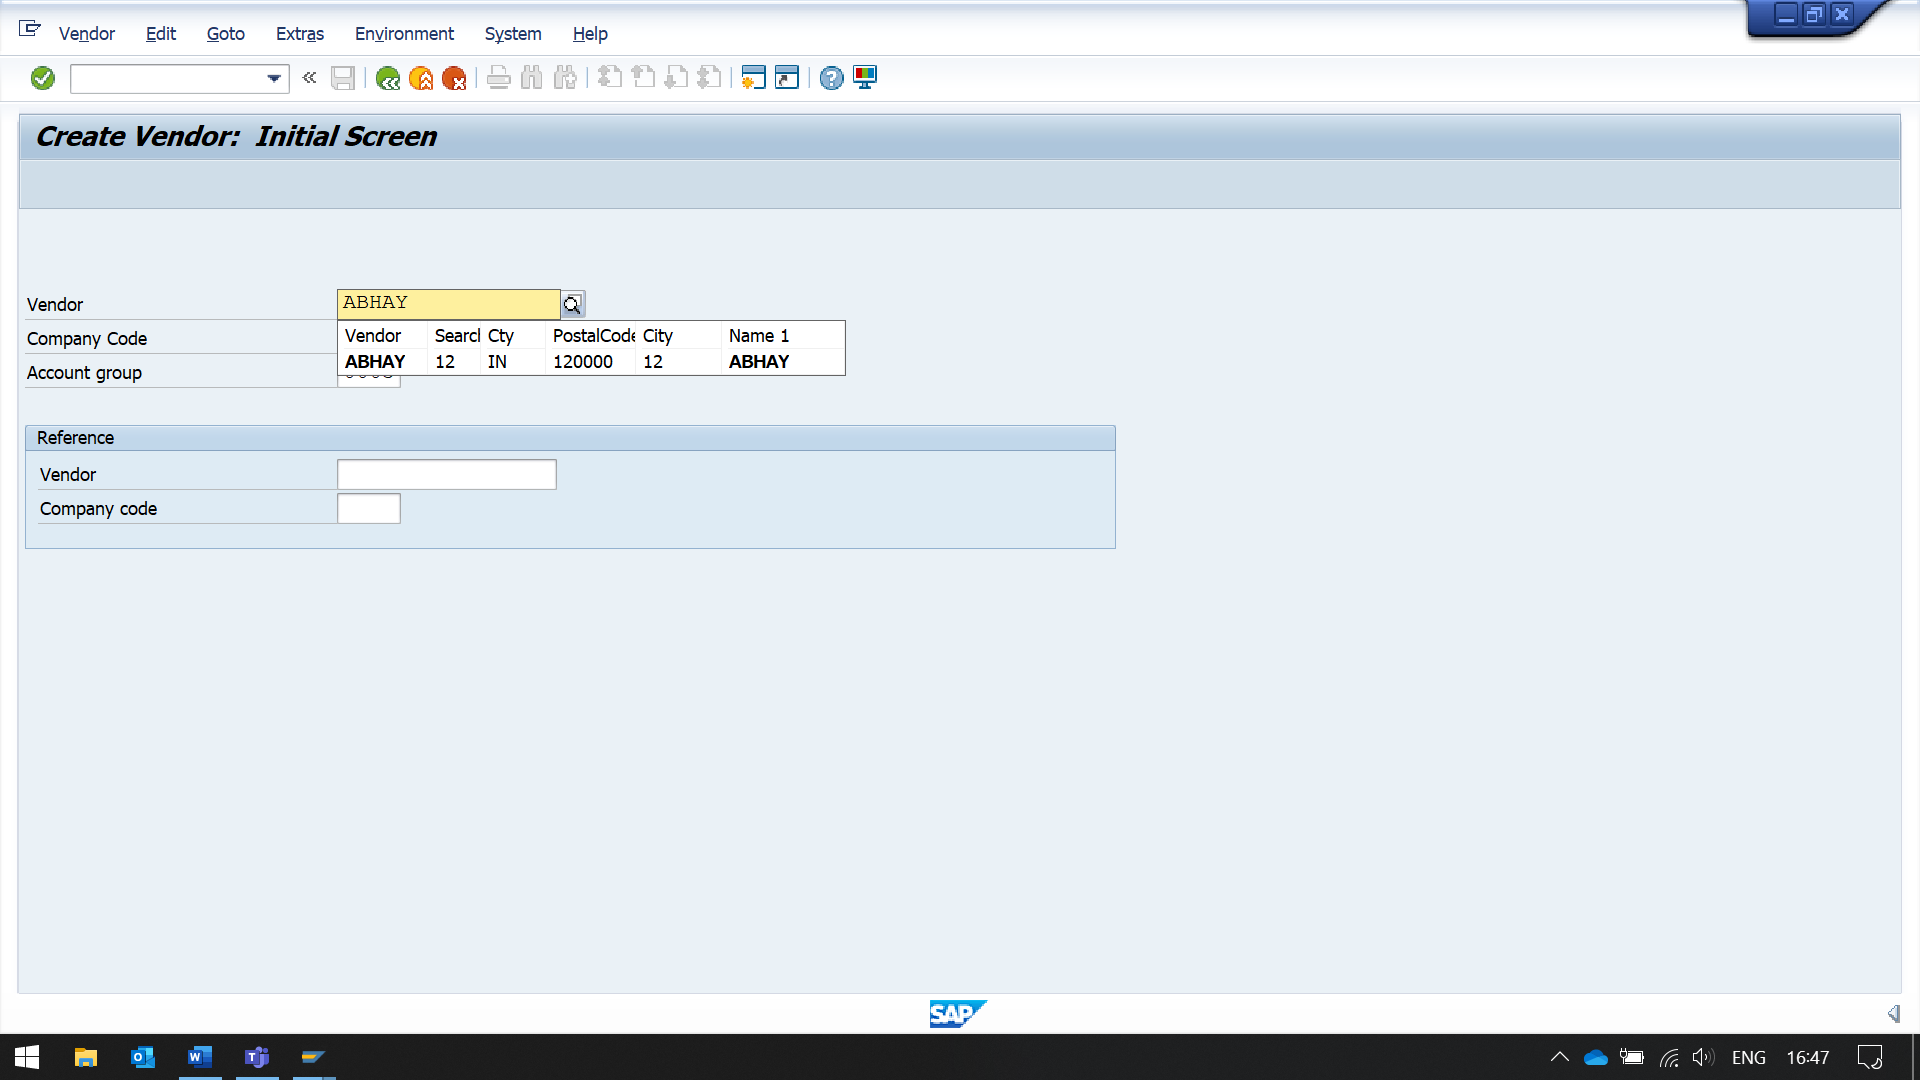 Vendor Edit Goto Extras Environment System Help
Create Vendor: Initial Screen
Vendor ABHAY
Company Code
Account group
Vendor Search Cty PostalCode City Name 1
ABHAY 12 IN 120000 12 ABHAY
Reference
Vendor
Company code
SAP
ENG 16:47